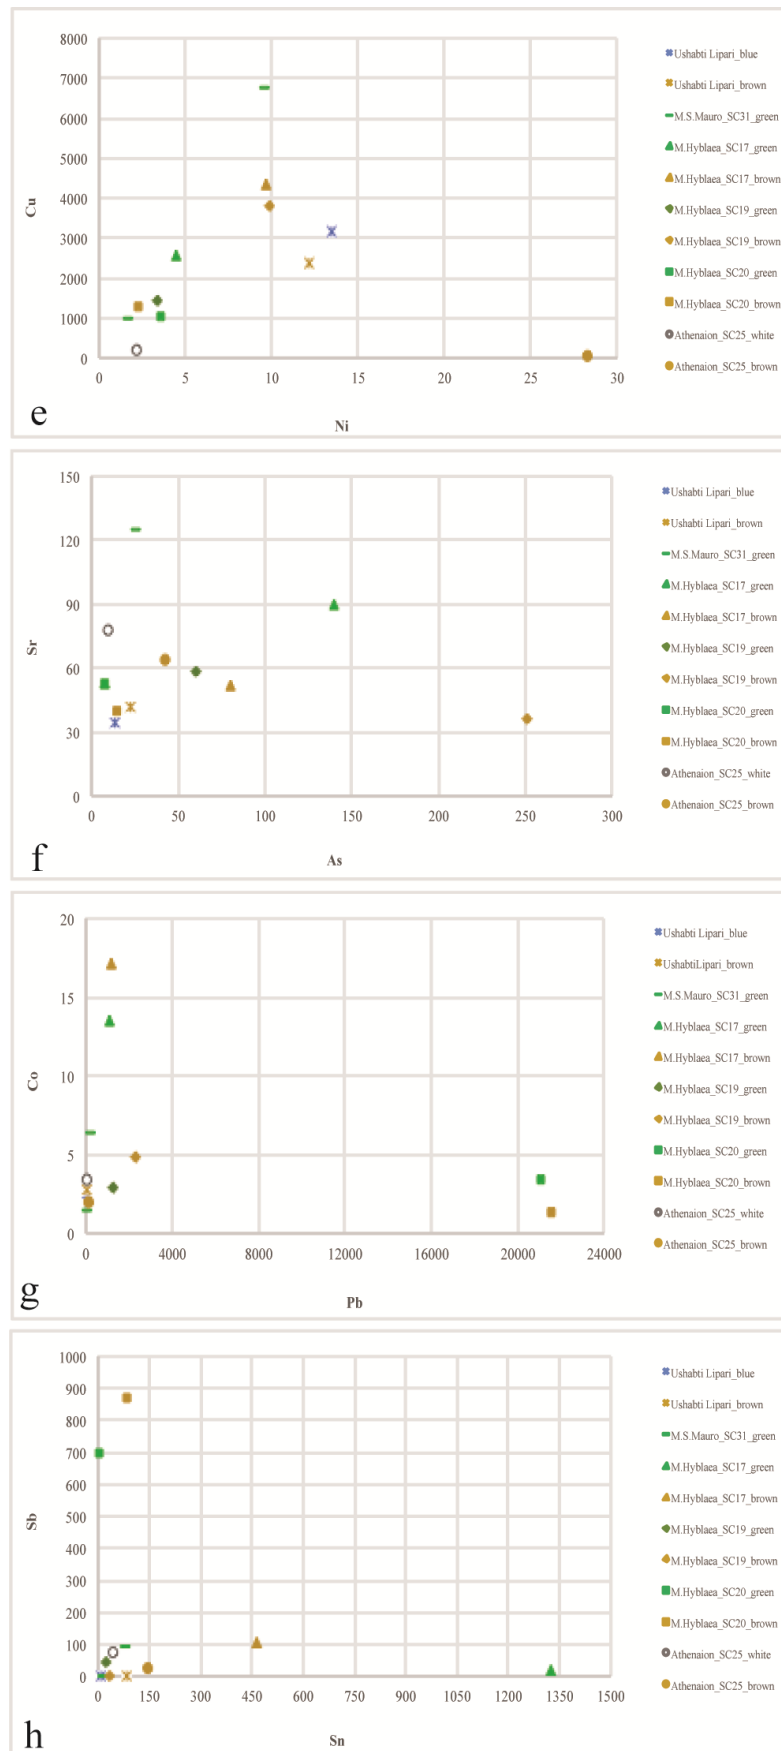 8000
7000
6000
5000
4000
3000
2000
1000
0
Cu
0 5 10 15 20 25 30
Ni
e
Ushabti Lipari_blue
Ushabti Lipari_brown
M.S.Mauro_SC31_green
M.Hyblaea_SC17_green
M.Hyblaea_SC17_brown
M.Hyblaea_SC19_green
M.Hyblaea_SC19_brown
M.Hyblaea_SC20_green
M.Hyblaea_SC20_brown
Athenaion_SC25_white
Athenaion_SC25_brown
150
120
90
60
30
0
Sr
0 50 100 150 200 250 300
As
f
Ushabti Lipari_blue
Ushabti Lipari_brown
M.S.Mauro_SC31_green
M.Hyblaea_SC17_green
M.Hyblaea_SC17_brown
M.Hyblaea_SC19_green
M.Hyblaea_SC19_brown
M.Hyblaea_SC20_green
M.Hyblaea_SC20_brown
Athenaion_SC25_white
Athenaion_SC25_brown
20
15
10
5
0
Co
0 4000 8000 12000 16000 20000 24000
Pb
g
Ushabti Lipari_blue
UshabtiLipari_brown
M.S.Mauro_SC31_green
M.Hyblaea_SC17_green
M.Hyblaea_SC17_brown
M.Hyblaea_SC19_green
M.Hyblaea_SC19_brown
M.Hyblaea_SC20_green
M.Hyblaea_SC20_brown
Athenaion_SC25_white
Athenaion_SC25_brown
1000
900
800
700
600
500
400
300
200
100
0
Sb
0 150 300 450 600 750 900 1050 1200 1350 1500
Sn
h
Ushabti Lipari_blue
Ushabti Lipari_brown
M.S.Mauro_SC31_green
M.Hyblaea_SC17_green
M.Hyblaea_SC17_brown
M.Hyblaea_SC19_green
M.Hyblaea_SC19_brown
M.Hyblaea_SC20_green
M.Hyblaea_SC20_brown
Athenaion_SC25_white
Athenaion_SC25_brown